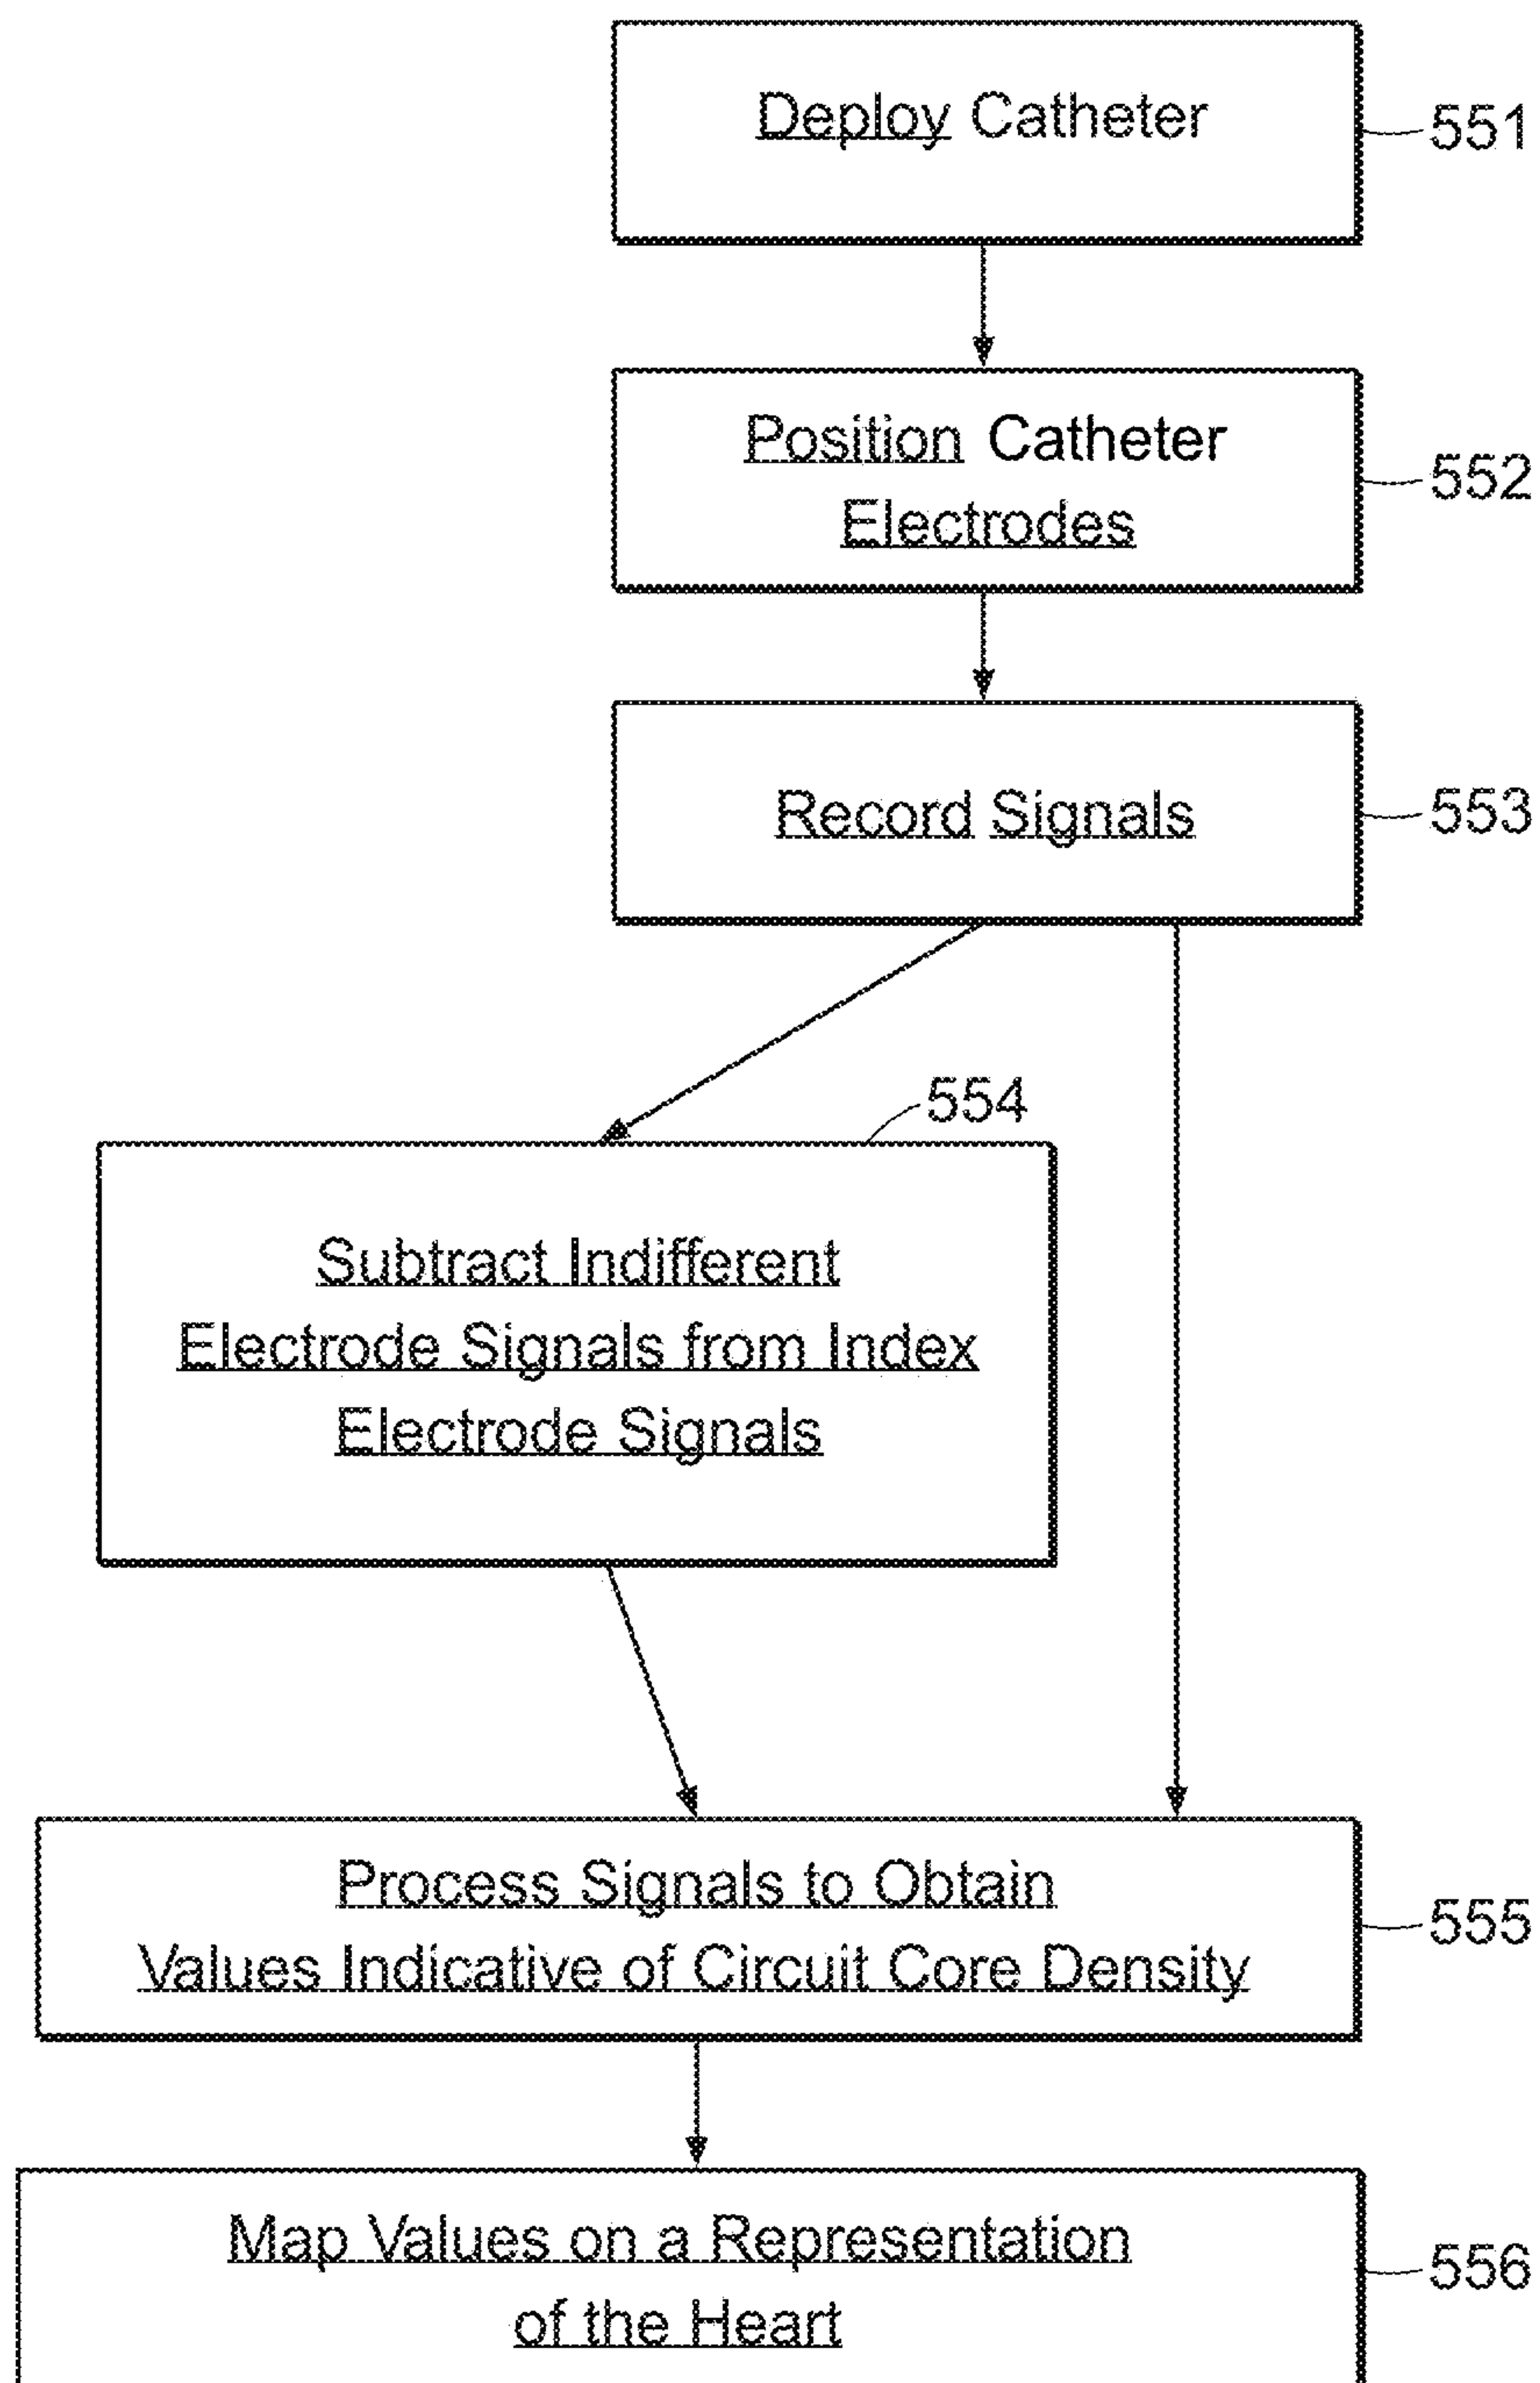 Deploy Catheter
551
Position Catheter
Electrodes
552
Record Signals
553
554
Subtract Indifferent
Electrode Signals from Index
Electrode Signals
Process Signals to Obtain
Values Indicative of Circuit Core Density
555
Map Values on a Representation
of the Heart
556